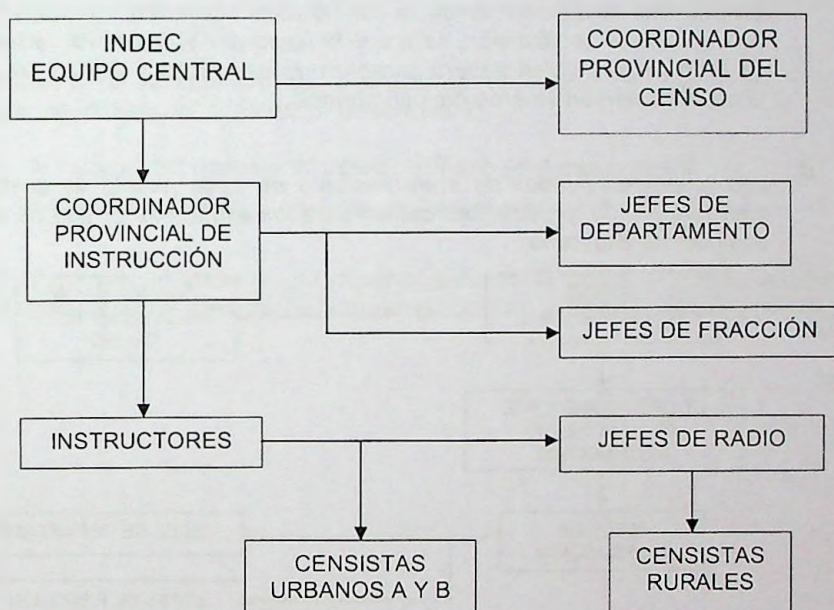 INDEC
EQUIPO CENTRAL
COORDINADOR
PROVINCIAL DEL
CENSO
COORDINADOR
PROVINCIAL DE
INSTRUCCIÓN
JEFES DE
DEPARTAMENTO
JEFES DE FRACCIÓN
INSTRUCTORES
JEFES DE RADIO
CENSISTAS
URBANOS A Y B
CENSISTAS
RURALES